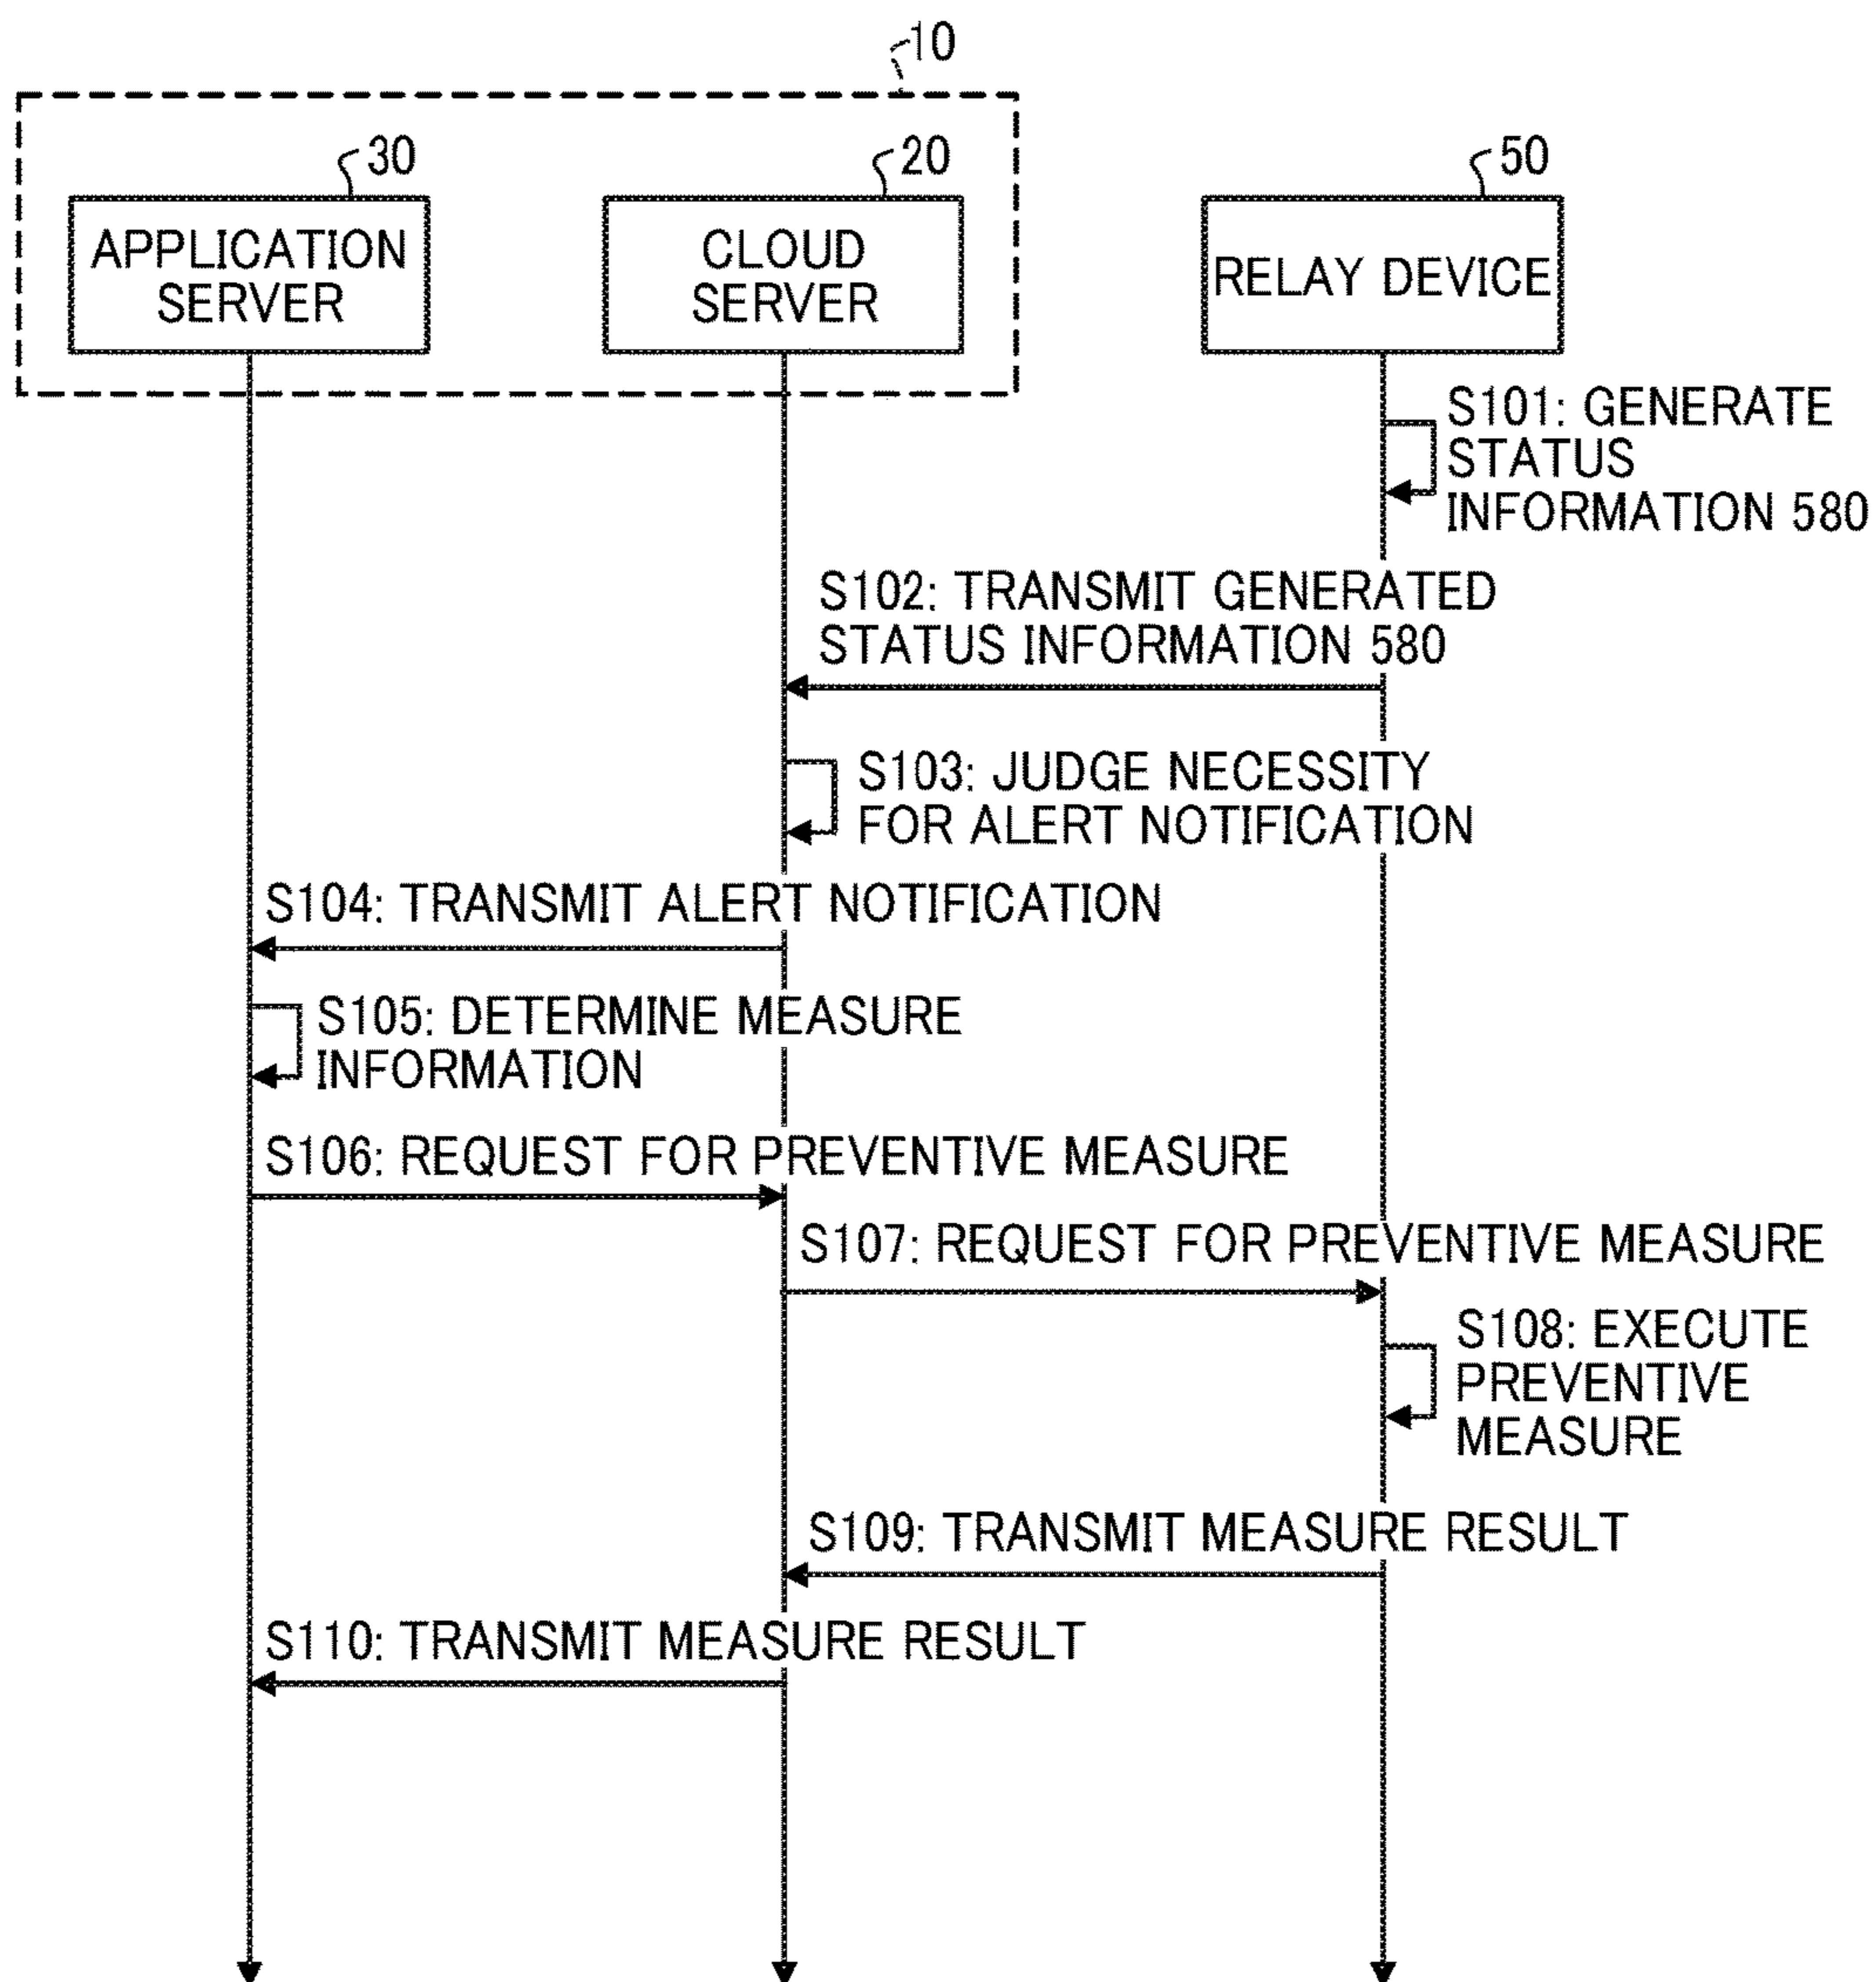 10
30
20
50
APPLICATION
SERVER
CLOUD
SERVER
RELAY DEVICE
S101: GENERATE
STATUS
INFORMATION 580
S102: TRANSMIT GENERATED
STATUS INFORMATION 580
S103: JUDGE NECESSITY
FOR ALERT NOTIFICATION
S104: TRANSMIT ALERT NOTIFICATION
S105: DETERMINE MEASURE
INFORMATION
S106: REQUEST FOR PREVENTIVE MEASURE
S107: REQUEST FOR PREVENTIVE MEASURE
S108: EXECUTE
PREVENTIVE
MEASURE
S109: TRANSMIT MEASURE RESULT
S110: TRANSMIT MEASURE RESULT